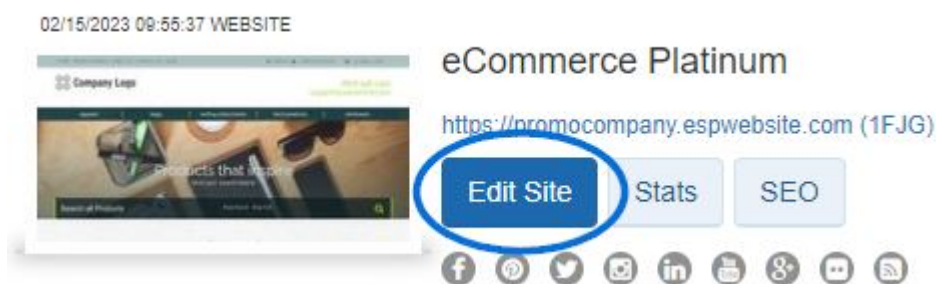 02/15/2023 09:55:37 WEBSITE
eCommerce Platinum
https://promocompany.espwebsite.com (1FJG)
Edit Site
Stats
SEO
Company Logo
Products that inspire
Search all Products